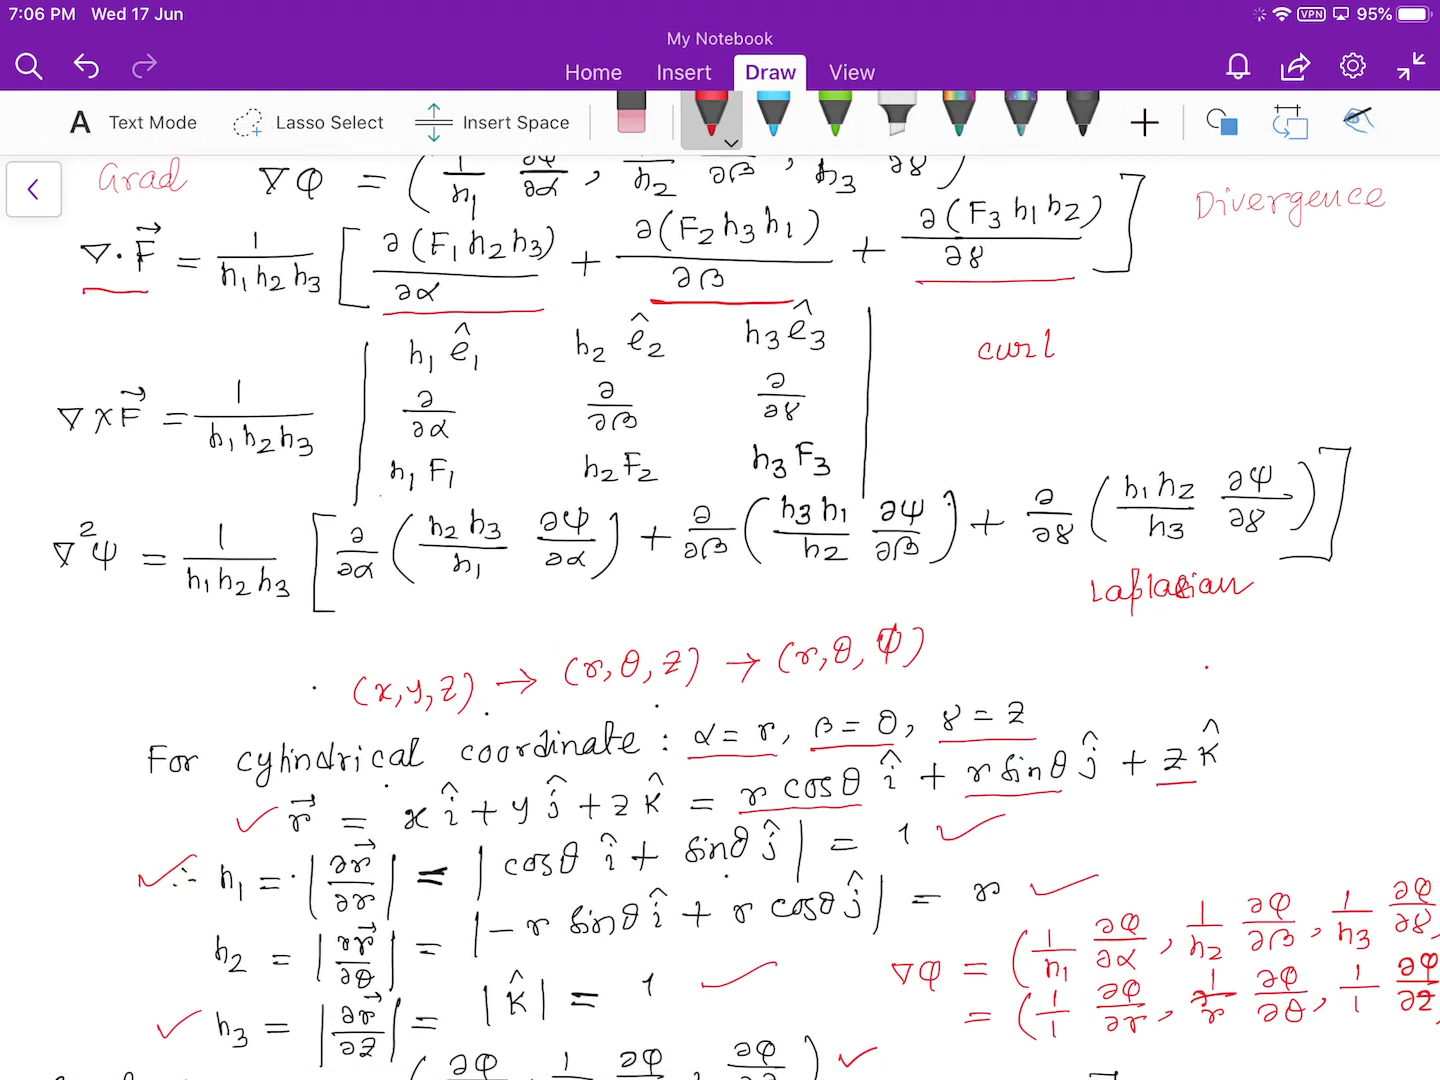 7:06 PM Wed 17 Jun VPN 95%
My Notebook
Home Insert Draw View
A Text Mode Lasso Select Insert Space
Grad ∇φ = (1/h₁ ∂φ/∂α, 1/h₂ ∂φ/∂β, 1/h₃ ∂φ/∂γ)
Divergence
∇·F⃗ = 1/(h₁h₂h₃) [∂(F₁h₂h₃)/∂α + ∂(F₂h₃h₁)/∂β + ∂(F₃h₁h₂)/∂γ]
curl
∇×F⃗ = 1/(h₁h₂h₃) | h₁ê₁ h₂ê₂ h₃ê₃
∂/∂α ∂/∂β ∂/∂γ
h₁F₁ h₂F₂ h₃F₃ |
∇²ψ = 1/(h₁h₂h₃) [∂/∂α (h₂h₃/h₁ ∂ψ/∂α) + ∂/∂β (h₃h₁/h₂ ∂ψ/∂β) + ∂/∂γ (h₁h₂/h₃ ∂ψ/∂γ)]
Laplacian
(x,y,z) → (r,θ,z) → (r,θ,φ)
For cylindrical coordinate : α = r, β = θ, γ = z
r⃗ = x î + y ĵ + z k̂ = r cosθ î + r sinθ ĵ + z k̂
∴ h₁ = |∂r⃗/∂r| = |cosθ î + sinθ ĵ| = 1
h₂ = |∂r⃗/∂θ| = |-r sinθ î + r cosθ ĵ| = r
h₃ = |∂r⃗/∂z| = |k̂| = 1
∇φ = (1/h₁ ∂φ/∂α, 1/h₂ ∂φ/∂β, 1/h₃ ∂φ/∂γ
= (1/1 ∂φ/∂r, 1/r ∂φ/∂θ, 1/1 ∂φ/∂z,